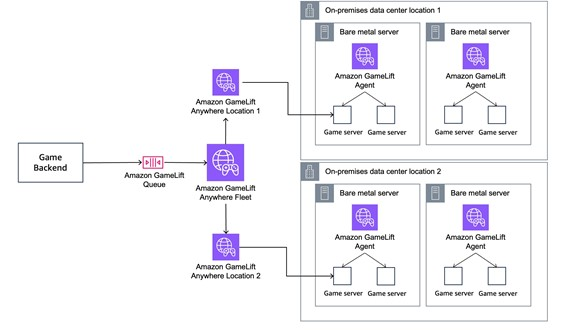 On-premises data center location 1
Bare metal server
Bare metal server
Amazon GameLift
Agent
Amazon GameLift
Agent
Game server
Game server
Game server
Game server
Amazon GameLift
Anywhere Location 1
Game
Backend
Amazon GameLift
Queue
Amazon GameLift
Anywhere Fleet
Amazon GameLift
Anywhere Location 2
On-premises data center location 2
Bare metal server
Bare metal server
Amazon GameLift
Agent
Amazon GameLift
Agent
Game server
Game server
Game server
Game server